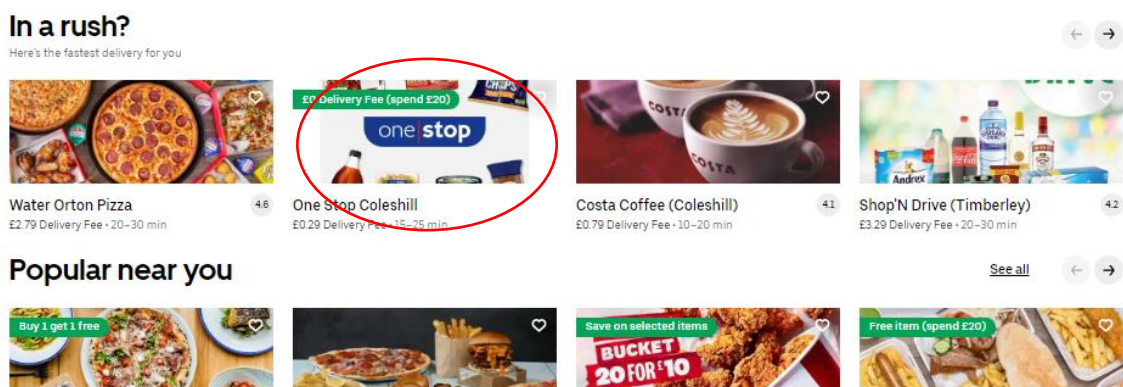 In a rush?
Here's the fastest delivery for you
£0 Delivery Fee (spend £20)
CHIPS
one stop
COSTA
COSTA
Andrex
Water Orton Pizza 4.6
£2.79 Delivery Fee • 20–30 min
One Stop Coleshill
£0.29 Delivery Fee • 15–25 min
Costa Coffee (Coleshill) 4.1
£0.79 Delivery Fee • 10–20 min
Shop'N Drive (Timberley) 4.2
£3.29 Delivery Fee • 20–30 min
Popular near you
See all
Buy 1 get 1 free
Save on selected items
BUCKET
20 FOR £10
Free item (spend £20)